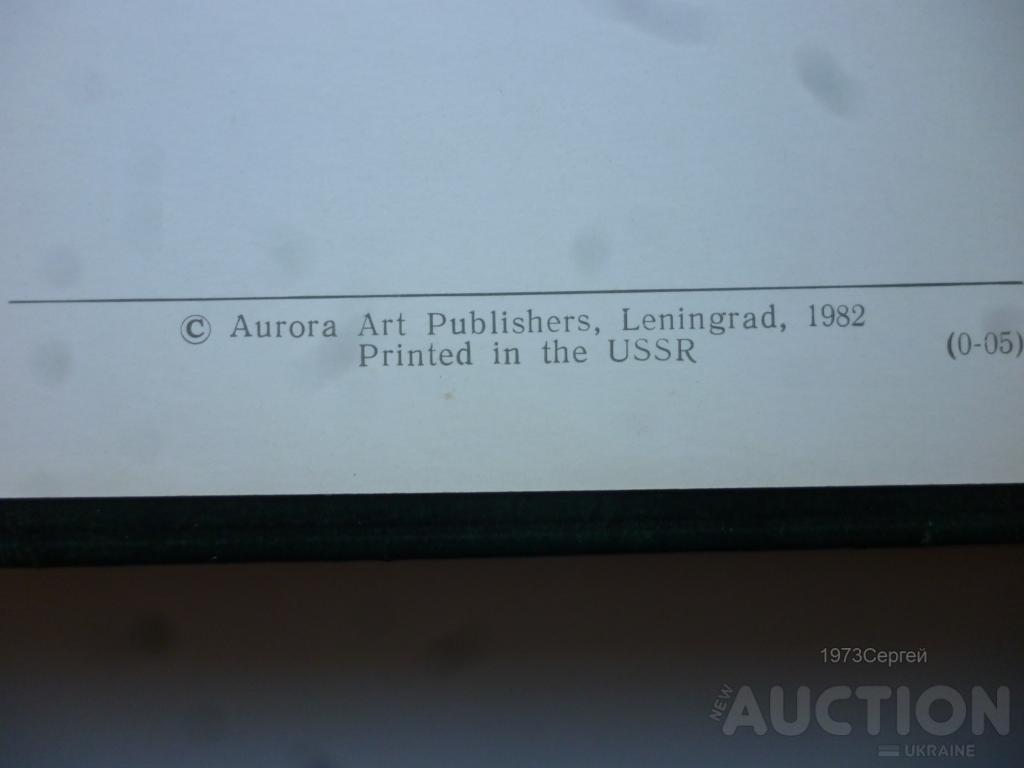 © Aurora Art Publishers, Leningrad, 1982
Printed in the USSR
(0-05)
1973Сергей
NEW AUCTION
UKRAINE